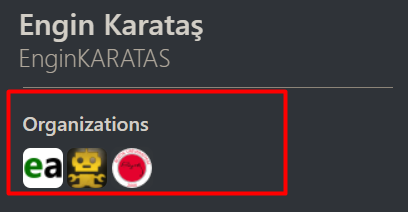 Engin Karataş
EnginKARATAS
Organizations
ea